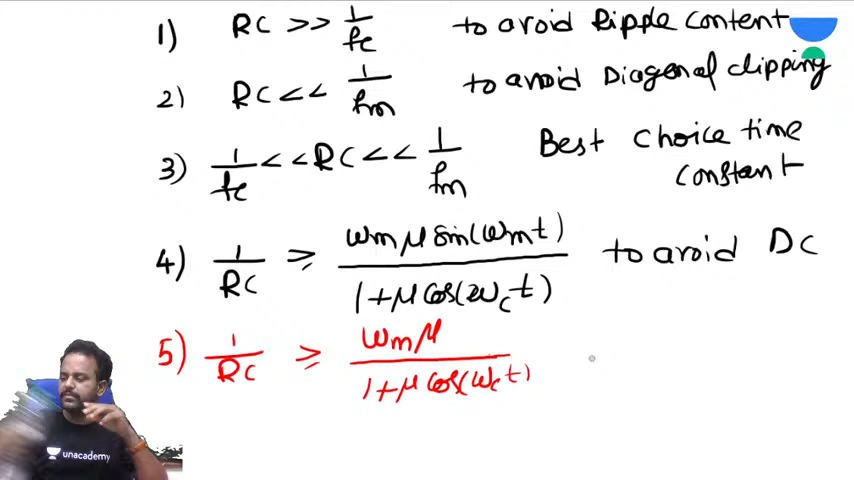 1) RC >> 1/fc to avoid Ripple content
2) RC << 1/fm to avoid Diagonal clipping
3) 1/fc << RC << 1/fm Best choice time constant
4) 1/RC ≥ ωmμ sin(ωmt) / 1+μ cos(2ωct) to avoid DC
5) 1/RC ≥ ωmμ / 1+μ cos(ωct)
unacademy